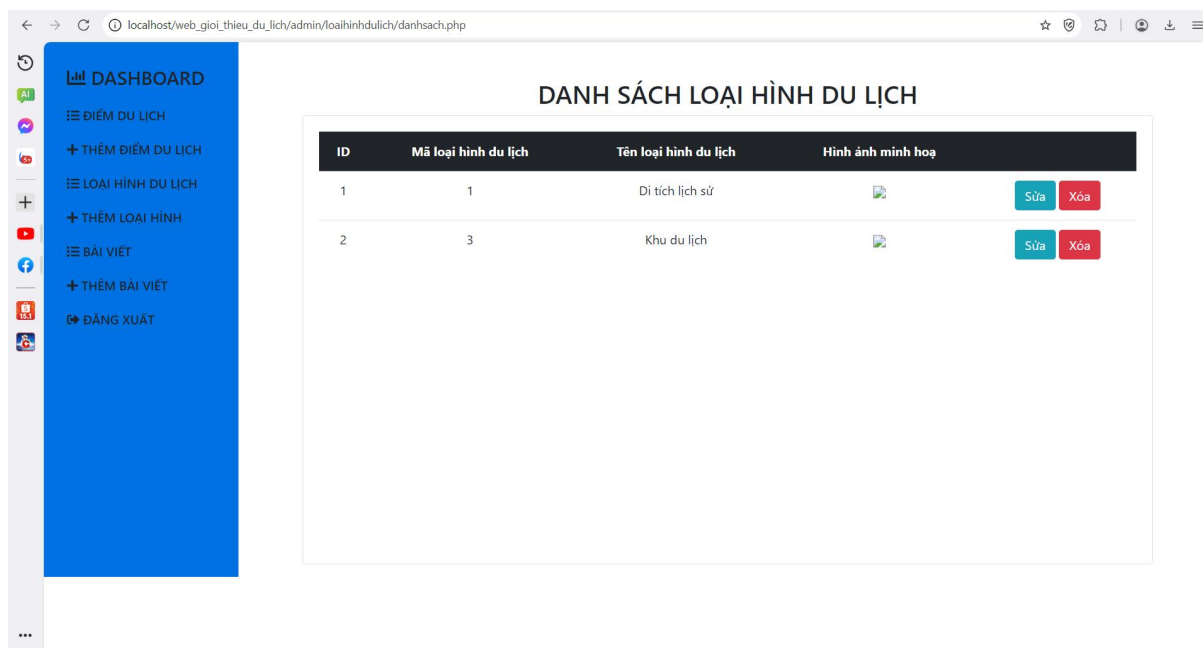 localhost/web_gioi_thieu_du_lich/admin/loaihinhdulich/danhsach.php
DASHBOARD
ĐIỂM DU LỊCH
THÊM ĐIỂM DU LỊCH
LOẠI HÌNH DU LỊCH
THÊM LOẠI HÌNH
BÀI VIẾT
THÊM BÀI VIẾT
ĐĂNG XUẤT
DANH SÁCH LOẠI HÌNH DU LỊCH
ID Mã loại hình du lịch Tên loại hình du lịch Hình ảnh minh hoạ
1 1 Di tích lịch sử Sửa Xóa
2 3 Khu du lịch Sửa Xóa
AI
15.1